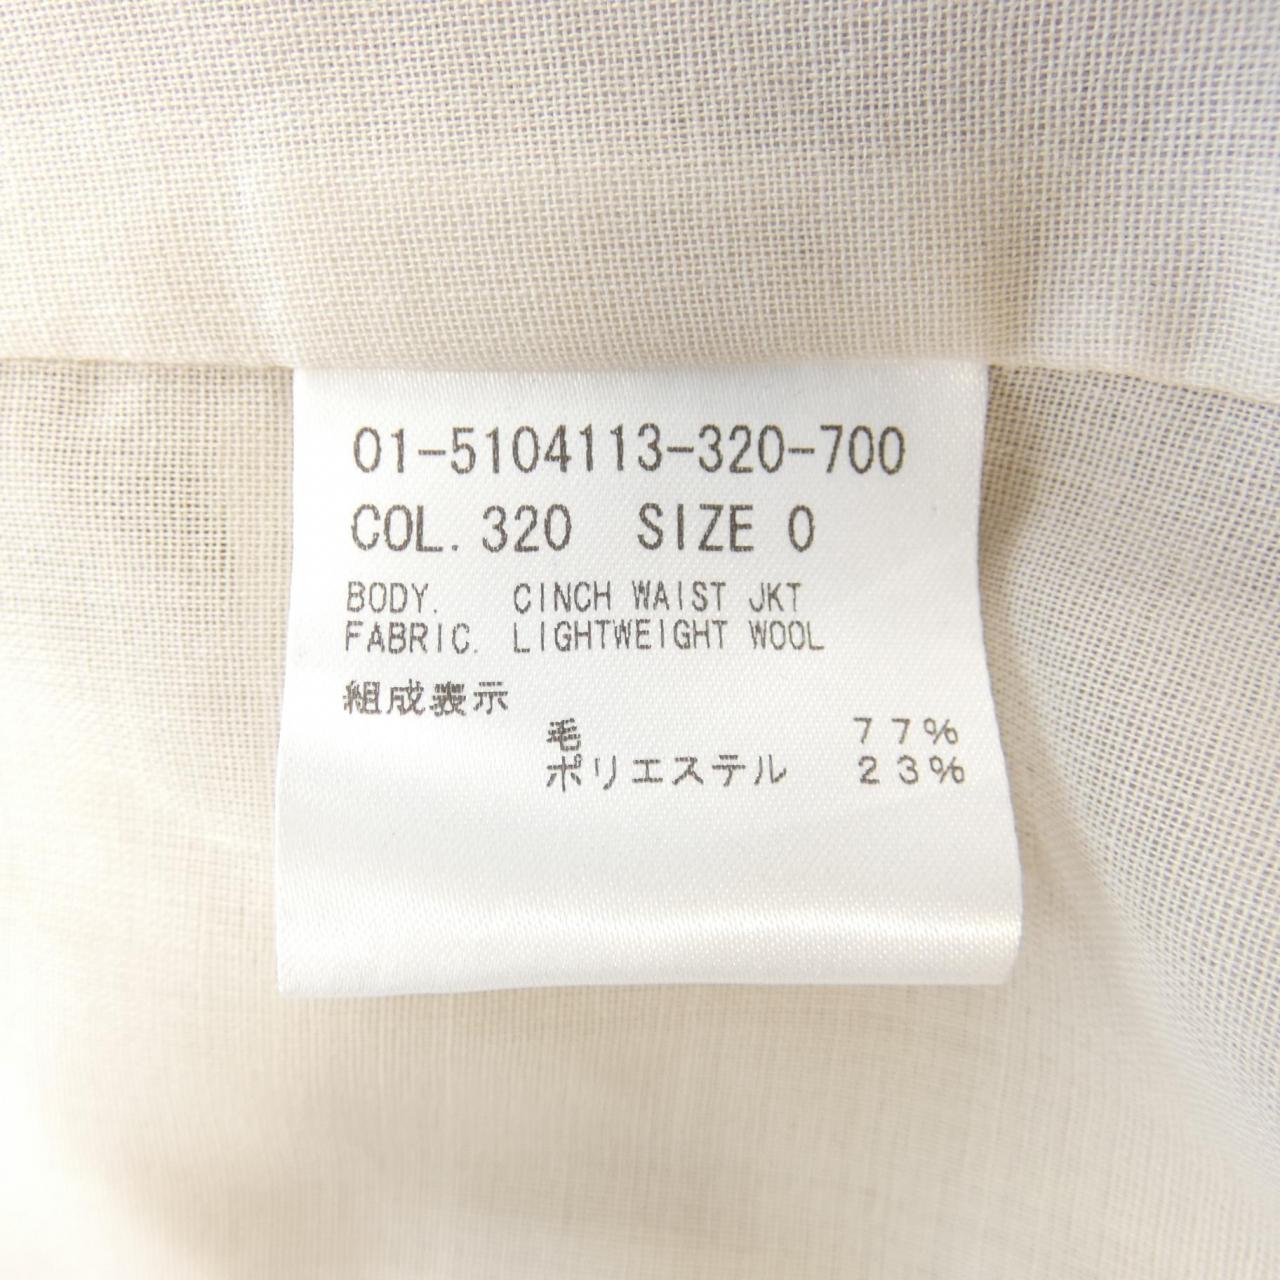 01-5104113-320-700
COL. 320 SIZE 0
BODY. CINCH WAIST JKT
FABRIC. LIGHTWEIGHT WOOL
組成表示
毛 77%
ポリエステル 23%